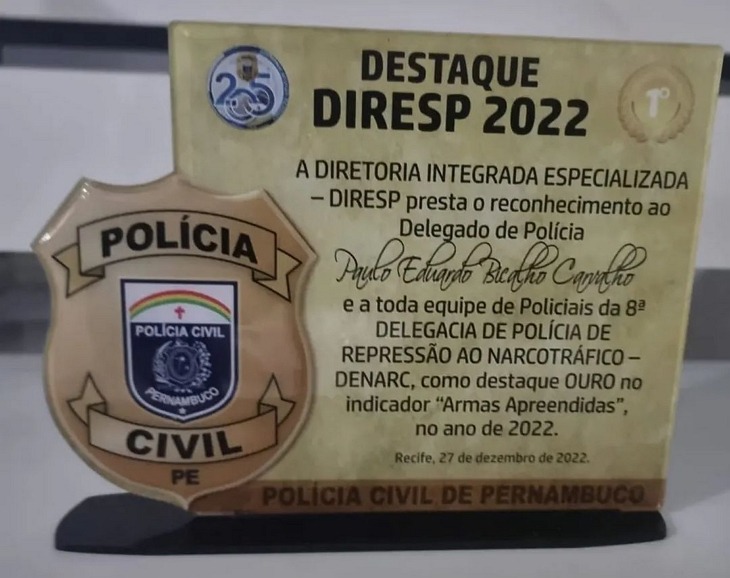 205
DESTAQUE
DIRESP 2022
1º
A DIRETORIA INTEGRADA ESPECIALIZADA
– DIRESP presta o reconhecimento ao
Delegado de Polícia
Paulo Eduardo Bicalho Carvalho
e a toda equipe de Policiais da 8ª
DELEGACIA DE POLÍCIA DE
REPRESSÃO AO NARCOTRÁFICO –
DENARC, como destaque OURO no
indicador “Armas Apreendidas”,
no ano de 2022.
Recife, 27 de dezembro de 2022.
POLÍCIA CIVIL DE PERNAMBUCO
POLÍCIA
POLÍCIA CIVIL
PERNAMBUCO
CIVIL
PE